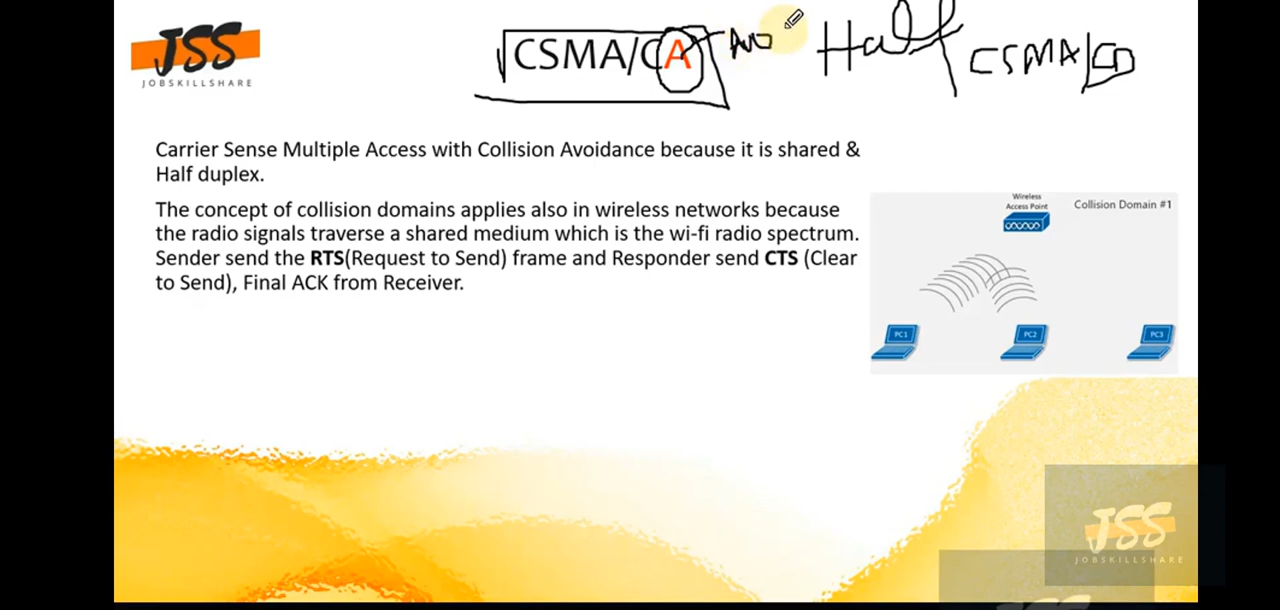 JSS
JOBSKILLSHARE
CSMA/CA
Avo
Half
CSMA/CD
Carrier Sense Multiple Access with Collision Avoidance because it is shared &
Half duplex.
The concept of collision domains applies also in wireless networks because
the radio signals traverse a shared medium which is the wi-fi radio spectrum.
Sender send the RTS(Request to Send) frame and Responder send CTS (Clear
to Send), Final ACK from Receiver.
Wireless
Access Point
Collision Domain #1
PC1
PC2
PC3
JSS
JOBSKILLSHARE